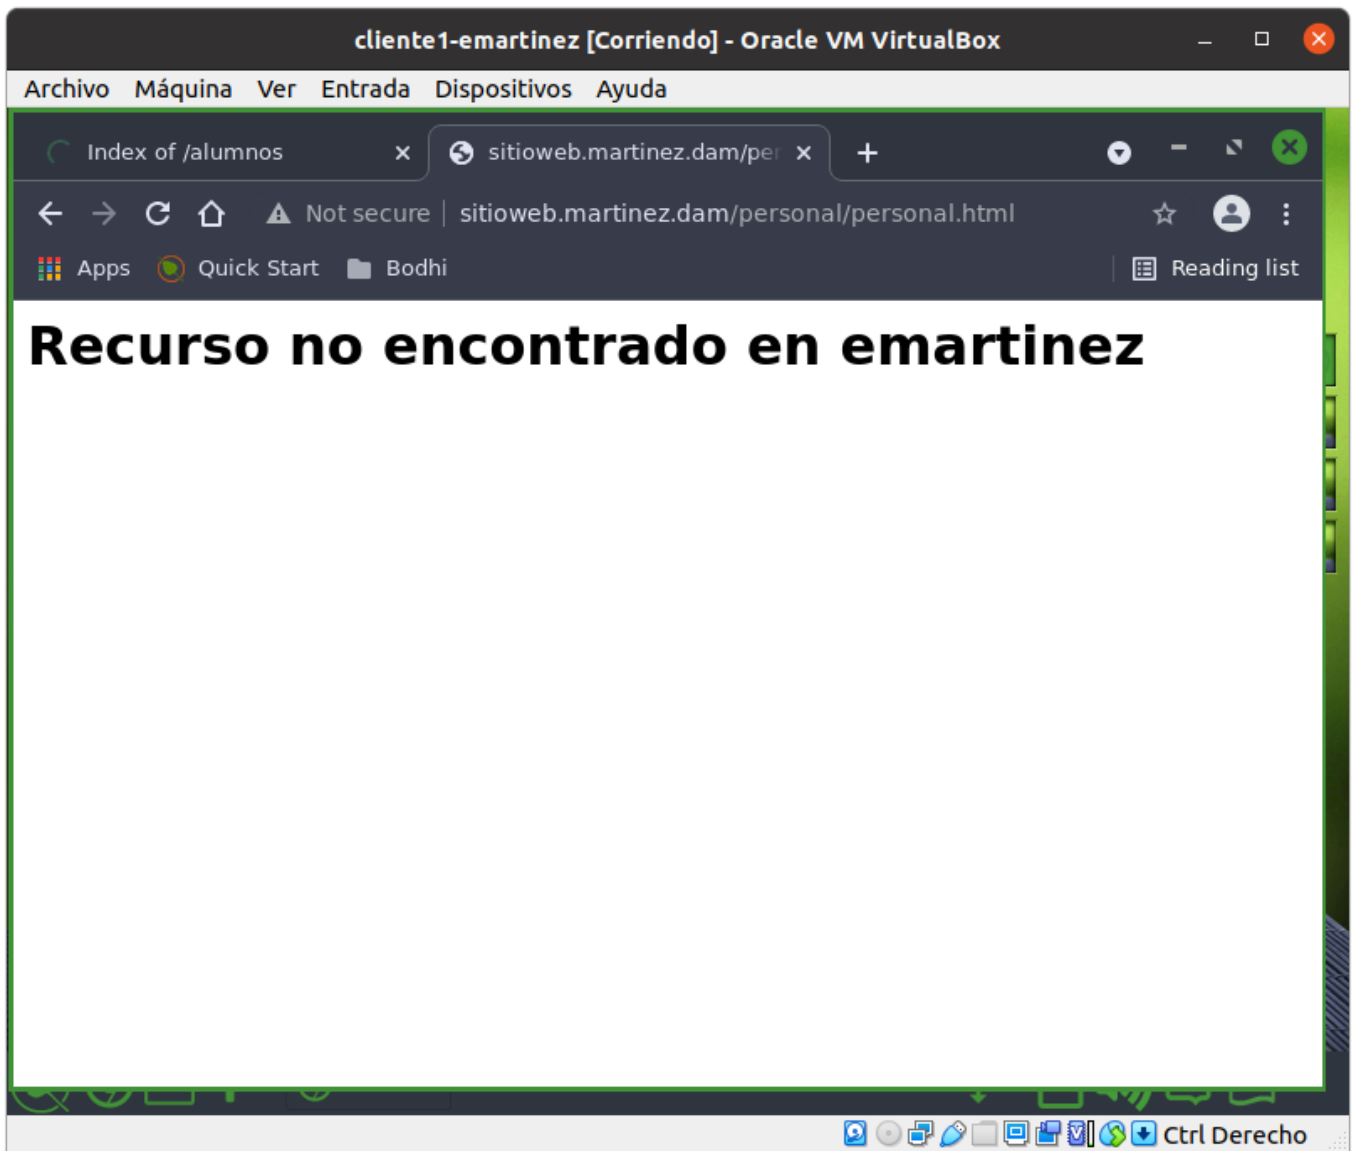 cliente1-emartinez [Corriendo] - Oracle VM VirtualBox
Archivo Máquina Ver Entrada Dispositivos Ayuda
Index of /alumnos sitioweb.martinez.dam/per
Not secure sitioweb.martinez.dam/personal/personal.html
Apps Quick Start Bodhi Reading list
Recurso no encontrado en emartinez
Ctrl Derecho